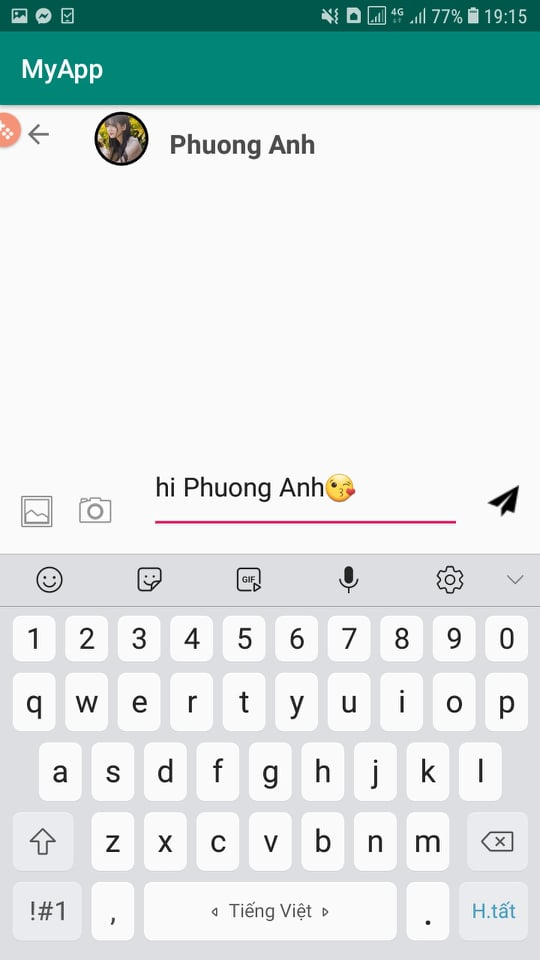 4G 77% 19:15
MyApp
Phuong Anh
hi Phuong Anh😘
GIF
1 2 3 4 5 6 7 8 9 0
q w e r t y u i o p
a s d f g h j k l
z x c v b n m
!#1 , Tiếng Việt . H.tất